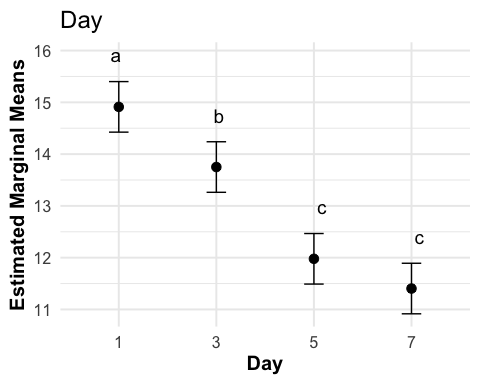 Day
Estimated Marginal Means
16
15
14
13
12
11
a
b
c
c
1 3 5 7
Day